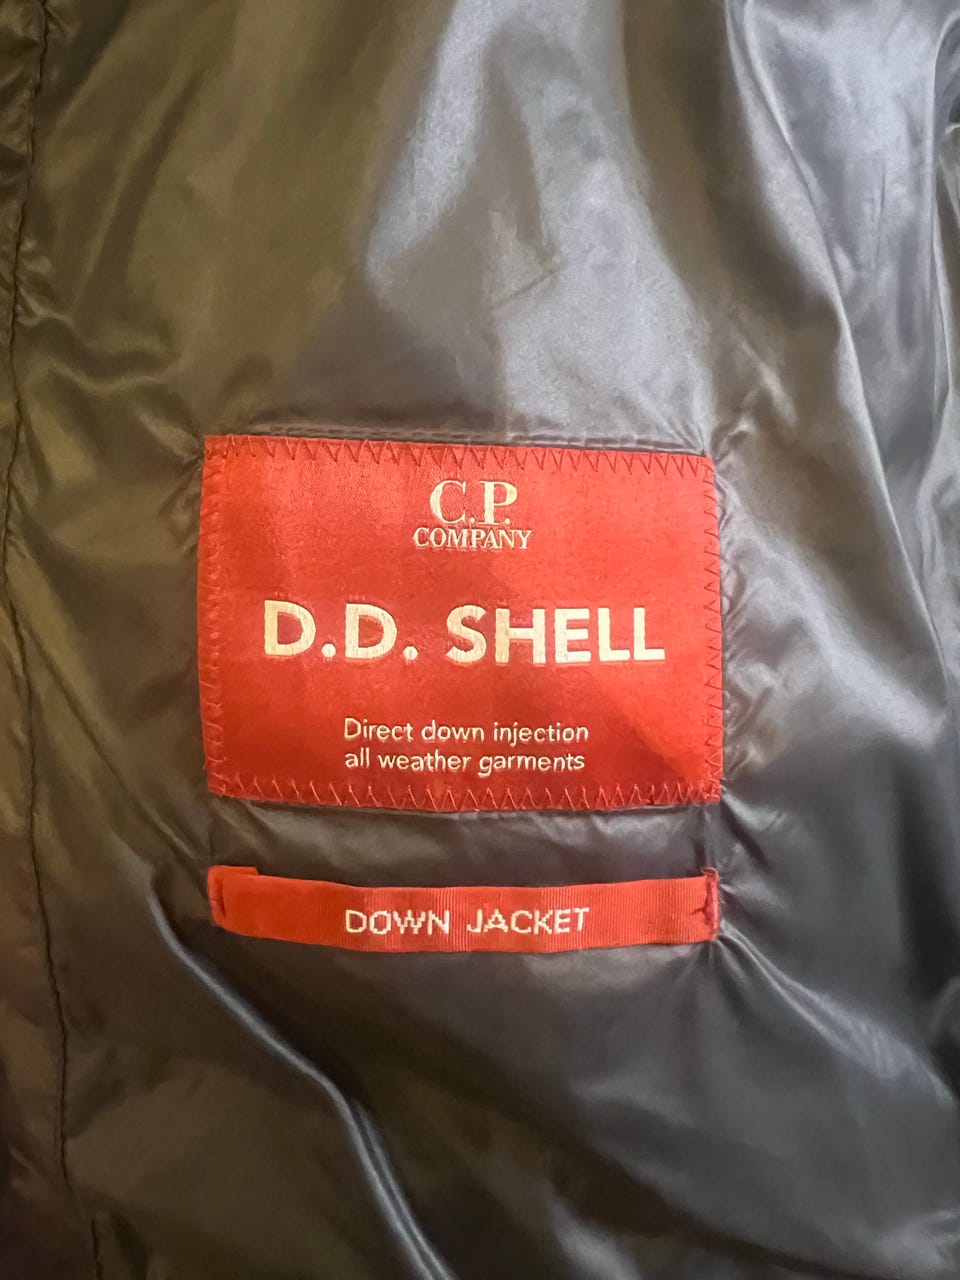 C.P.
COMPANY
D.D. SHELL
Direct down injection
all weather garments
DOWN JACKET